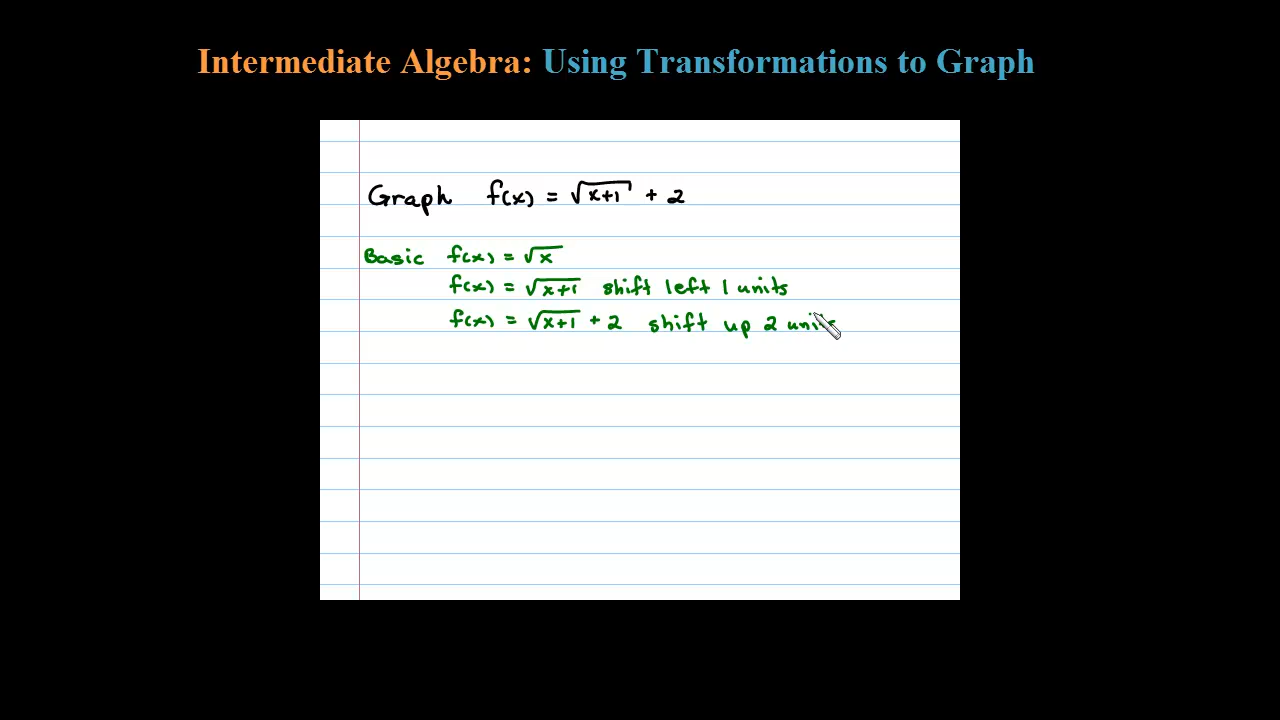 Intermediate Algebra: Using Transformations to Graph
Graph f(x) = √x+1 + 2
Basic f(x) = √x
f(x) = √x+1 shift left 1 units
f(x) = √x+1 + 2 shift up 2 units